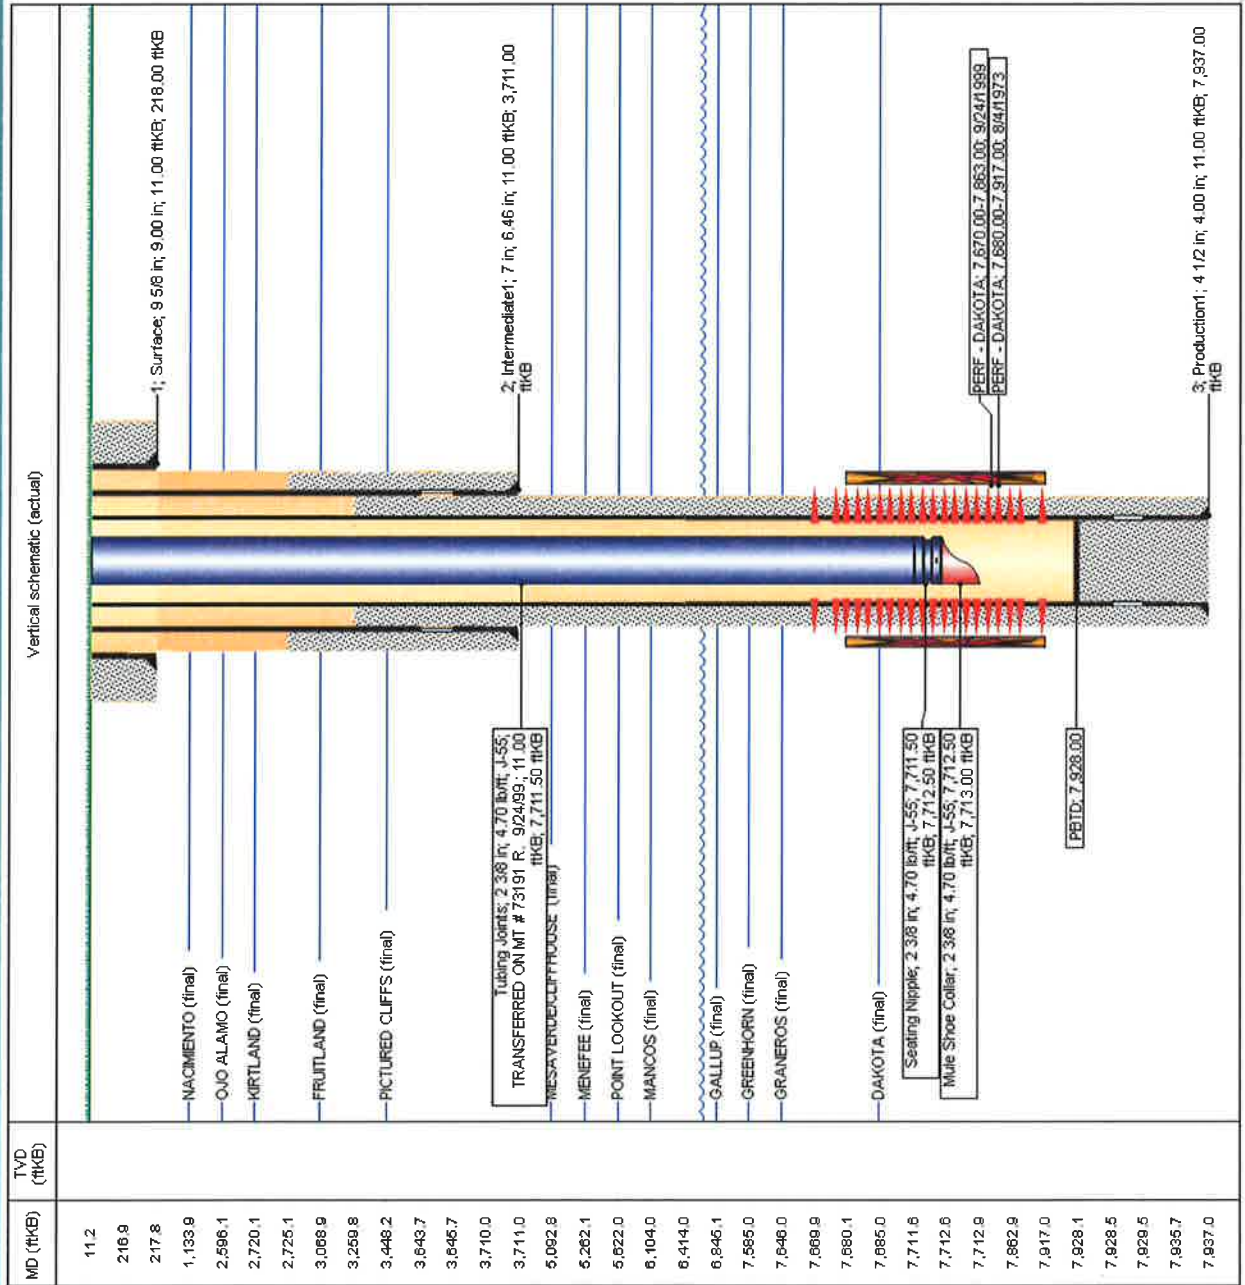 Vertical schematic (actual)
MD (ftKB)
TVD
(ftKB)
11.2
216.9
217.8
1,133.9
2,596.1
2,720.1
2,725.1
3,068.9
3,259.8
3,448.2
3,643.7
3,645.7
3,710.0
3,711.0
5,092.8
5,262.1
5,622.0
6,104.0
6,414.0
6,845.1
7,585.0
7,646.0
7,669.9
7,680.1
7,685.0
7,711.6
7,712.6
7,712.9
7,862.9
7,917.0
7,928.1
7,928.5
7,929.5
7,935.7
7,937.0
NACIMIENTO (final)
OJO ALAMO (final)
KIRTLAND (final)
FRUITLAND (final)
PICTURED CLIFFS (final)
Tubing Joints; 2 3/8 in; 4.70 lb/ft; J-55;
TRANSFERRED ON MT # 73191 R. 9/24/99.; 11.00
ftKB; 7,711.50 ftKB
MESAVERDE/CLIFFHOUSE (final)
MENEFEE (final)
POINT LOOKOUT (final)
MANCOS (final)
GALLUP (final)
GREENHORN (final)
GRANEROS (final)
DAKOTA (final)
Seating Nipple; 2 3/8 in; 4.70 lb/ft; J-55; 7,711.50
ftKB; 7,712.50 ftKB
Mule Shoe Collar; 2 3/8 in; 4.70 lb/ft; J-55; 7,712.50
ftKB; 7,713.00 ftKB
PBTD; 7,928.00
1; Surface; 9 5/8 in; 9.00 in; 11.00 ftKB; 218.00 ftKB
2; Intermediate1; 7 in; 6.46 in; 11.00 ftKB; 3,711.00
ftKB
PERF - DAKOTA; 7,670.00-7,863.00; 9/24/1999
PERF - DAKOTA; 7,680.00-7,917.00; 8/4/1973
3; Production1; 4 1/2 in; 4.00 in; 11.00 ftKB; 7,937.00
ftKB